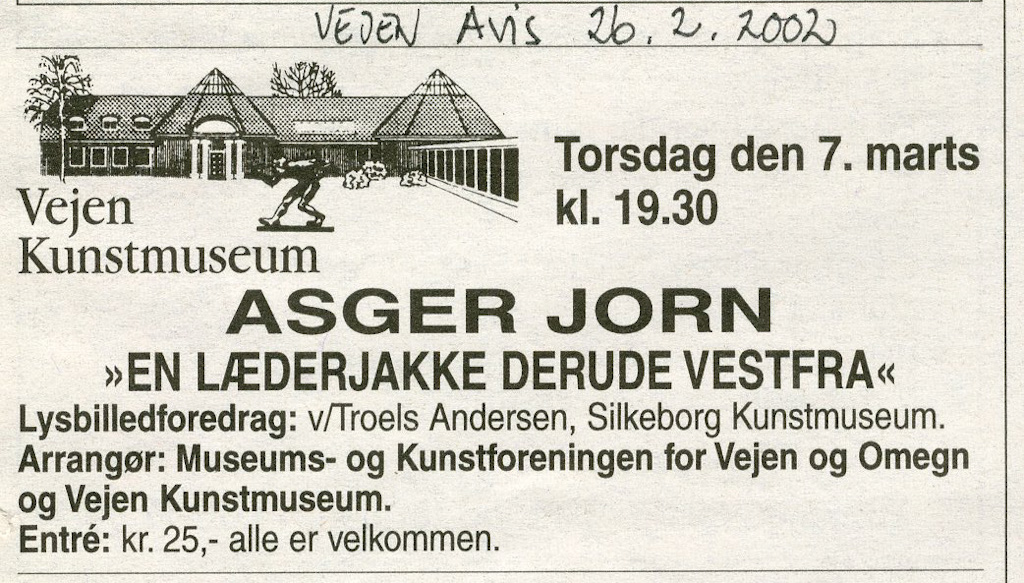 VEJEN AVIS 26.2.2002
Torsdag den 7. marts
kl. 19.30
Vejen
Kunstmuseum
ASGER JORN
»EN LÆDERJAKKE DERUDE VESTFRA«
Lysbilledforedrag: v/Troels Andersen, Silkeborg Kunstmuseum.
Arrangør: Museums- og Kunstforeningen for Vejen og Omegn
og Vejen Kunstmuseum.
Entré: kr. 25,- alle er velkommen.